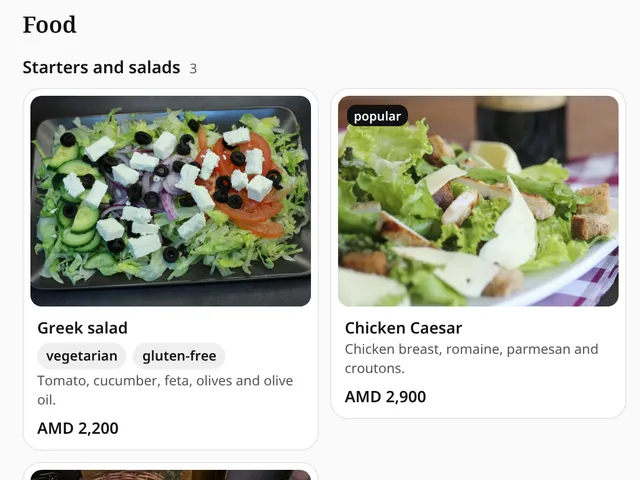 Food
Starters and salads 3
popular
Greek salad
vegetarian gluten-free
Tomato, cucumber, feta, olives and olive
oil.
AMD 2,200
Chicken Caesar
Chicken breast, romaine, parmesan and
croutons.
AMD 2,900